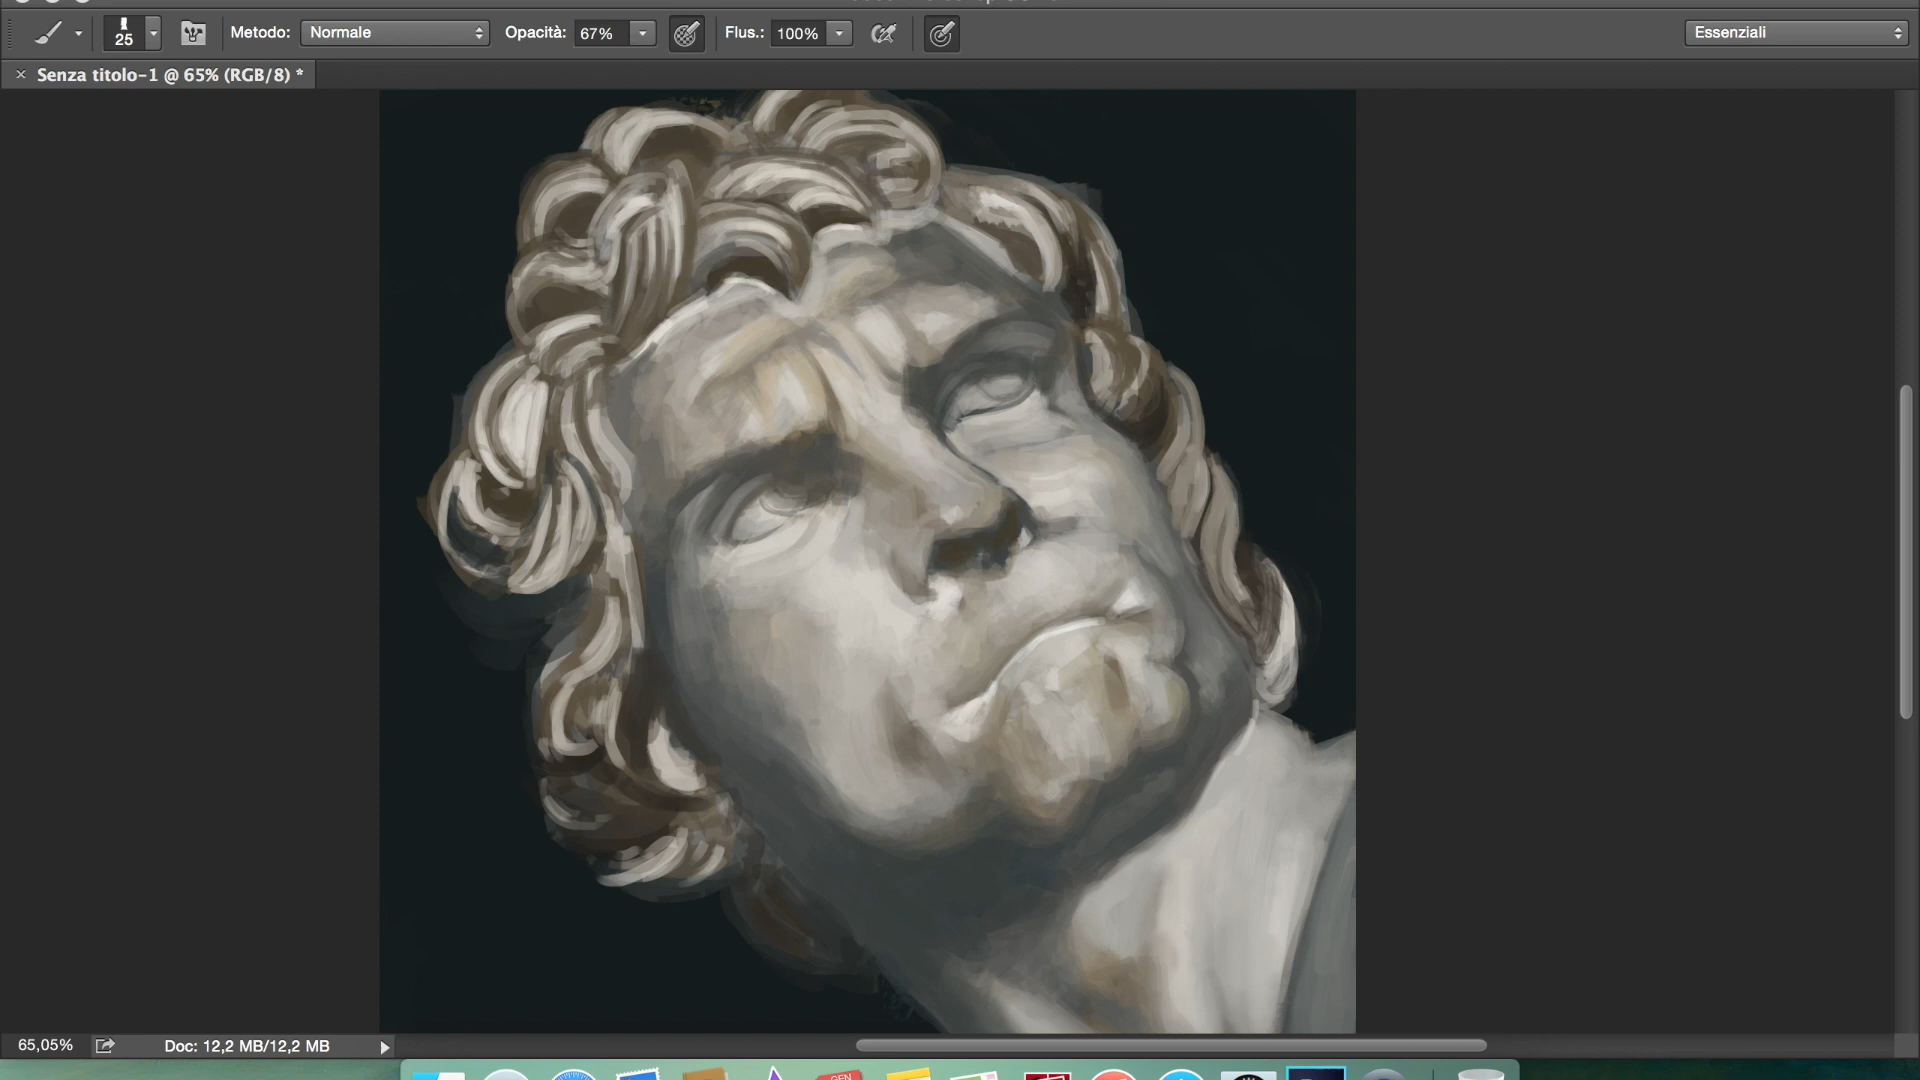 25 Metodo: Normale Opacità: 67% Flus.: 100% Essenziali
× Senza titolo-1 @ 65% (RGB/8) *
65,05% Doc: 12,2 MB/12,2 MB
GEN